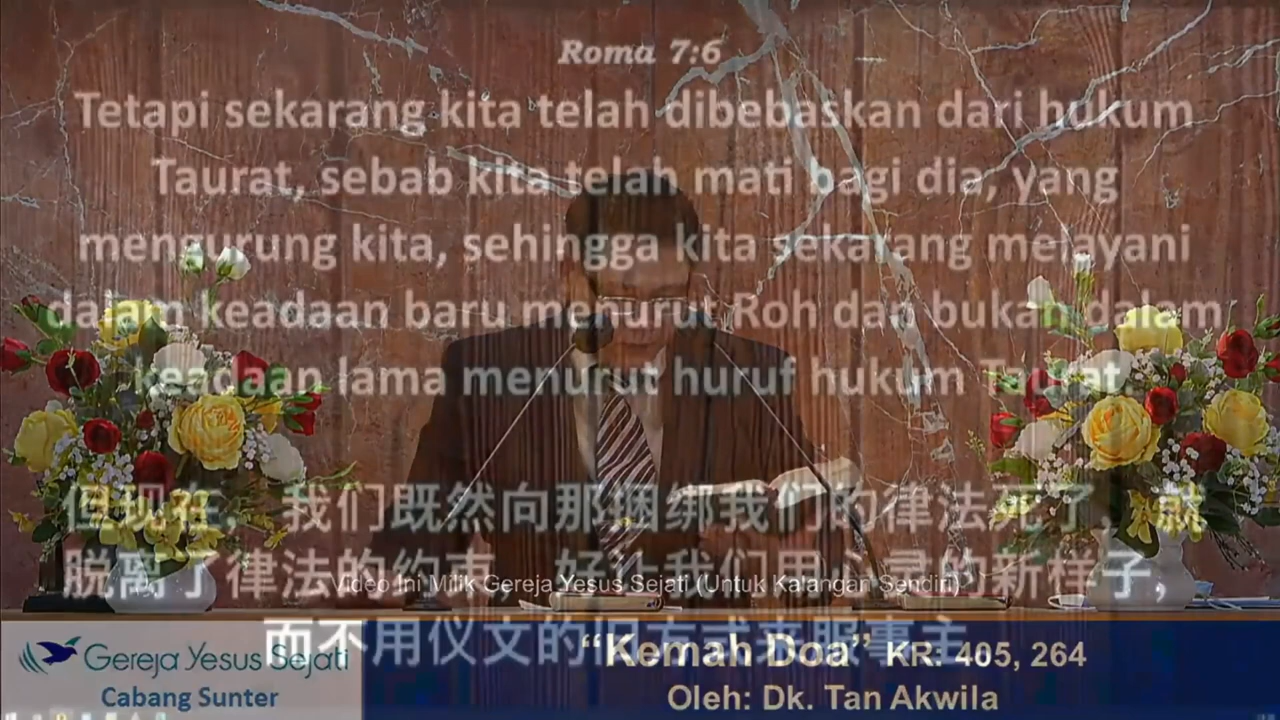 Roma 7:6
Tetapi sekarang kita telah dibebaskan dari hukum
Taurat, sebab kita telah mati bagi dia, yang
mengurung kita, sehingga kita sekarang melayani
dalam keadaan baru menurut Roh dan bukan dalam
keadaan lama menurut huruf hukum Taurat.
但现在，我们既然向那捆绑我们的律法死了，就
脱离了律法的约束，好让我们用心灵的新样子，
Video Ini Milik Gereja Yesus Sejati (Untuk Kalangan Sendiri)
而不用仪文的旧方式来服事主。
Gereja Yesus Sejati
Cabang Sunter
“Kemah Doa” KR: 405, 264
Oleh: Dk. Tan Akwila